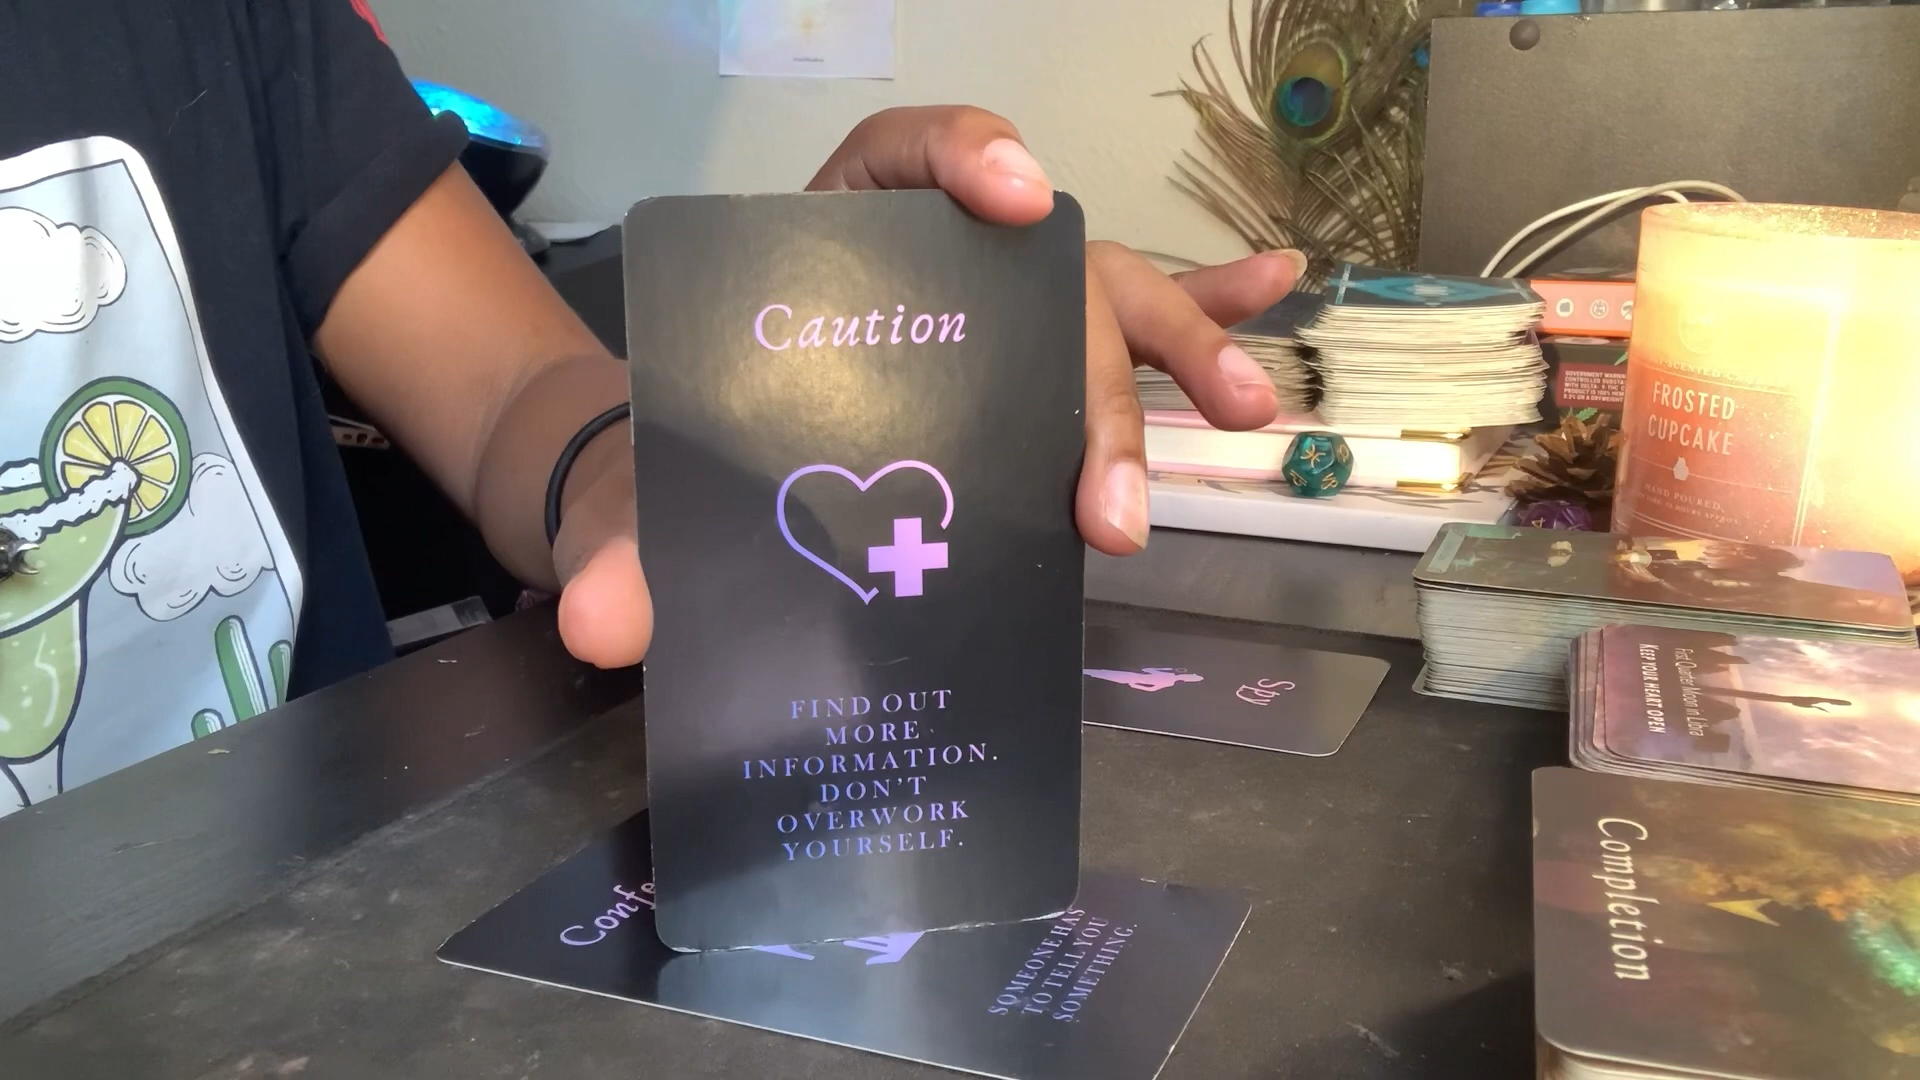 Caution
FIND OUT
MORE
INFORMATION.
DON'T
OVERWORK
YOURSELF.
Spy
SOMEONE HAS
TO TELL YOU
SOMETHING.
FROSTED
CUPCAKE
HAND POURED.
First Quarter Moon in Libra
KEEP YOUR HEART OPEN
Completion